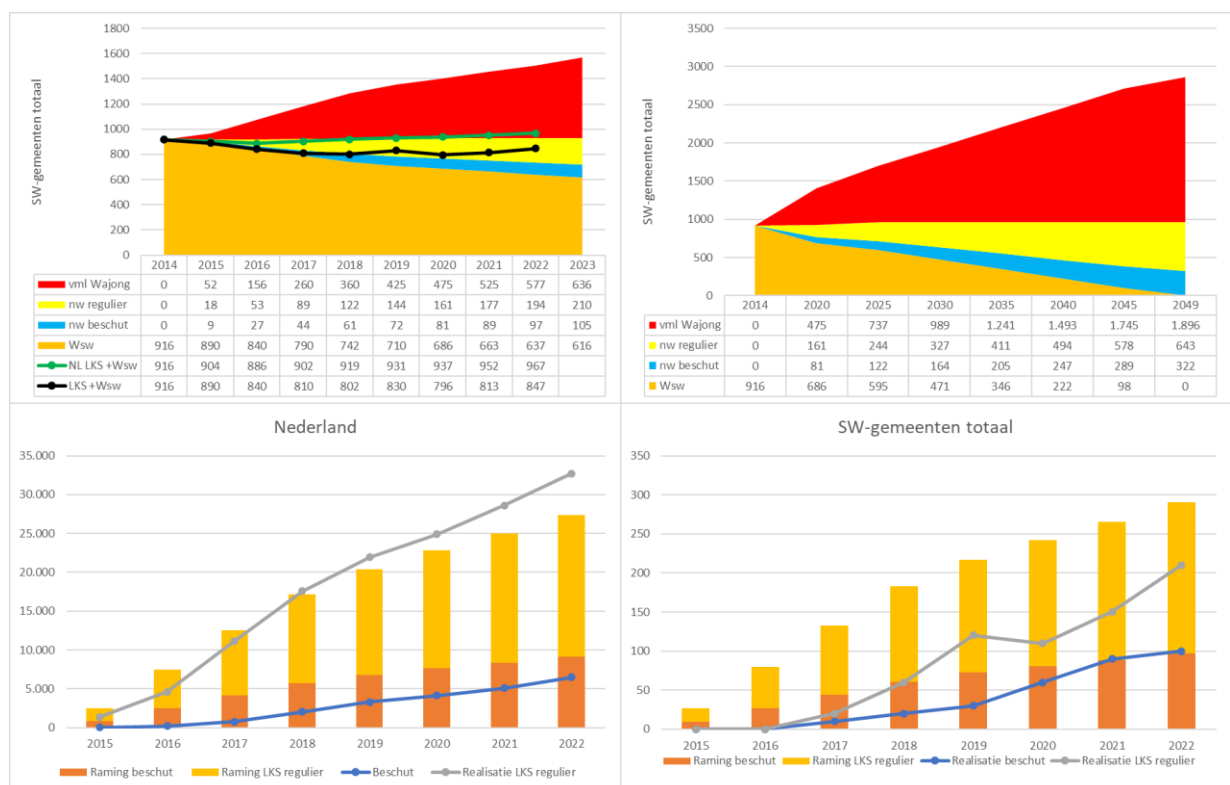 SW-gemeenten totaal
1800
1600
1400
1200
1000
800
600
400
200
0
2014 2015 2016 2017 2018 2019 2020 2021 2022 2023
vml Wajong 0 52 156 260 360 425 475 525 577 636
nw regulier 0 18 53 89 122 144 161 177 194 210
nw beschut 0 9 27 44 61 72 81 89 97 105
Wsw 916 890 840 790 742 710 686 663 637 616
NL LKS +Wsw 916 904 886 902 919 931 937 952 967
LKS +Wsw 916 890 840 810 802 830 796 813 847
SW-gemeenten totaal
3500
3000
2500
2000
1500
1000
500
0
2014 2020 2025 2030 2035 2040 2045 2049
vml Wajong 0 475 737 989 1.241 1.493 1.745 1.896
nw regulier 0 161 244 327 411 494 578 643
nw beschut 0 81 122 164 205 247 289 322
Wsw 916 686 595 471 346 222 98 0
Nederland
35.000
30.000
25.000
20.000
15.000
10.000
5.000
0
2015 2016 2017 2018 2019 2020 2021 2022
Raming beschut Raming LKS regulier Beschut Realisatie LKS regulier
SW-gemeenten totaal
350
300
250
200
150
100
50
0
2015 2016 2017 2018 2019 2020 2021 2022
Raming beschut Raming LKS regulier Realisatie beschut Realisatie LKS regulier